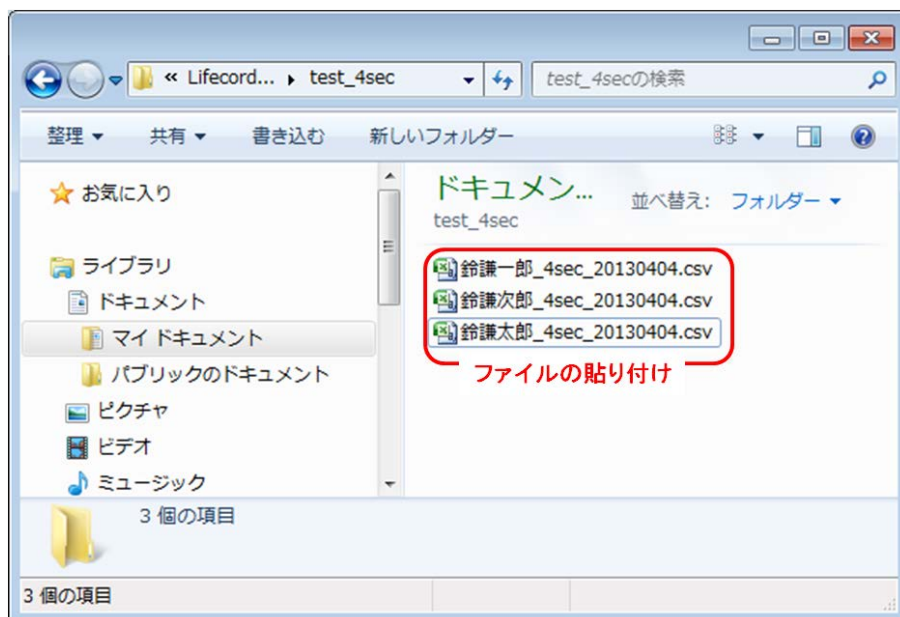 « Lifecord... ▸ test_4sec
test_4secの検索
整理 ▼ 共有 ▼ 書き込む 新しいフォルダー
お気に入り
ライブラリ
ドキュメント
マイ ドキュメント
パブリックのドキュメント
ピクチャ
ビデオ
ミュージック
ドキュメン...
test_4sec
並べ替え: フォルダー ▼
鈴謙一郎_4sec_20130404.csv
鈴謙次郎_4sec_20130404.csv
鈴謙太郎_4sec_20130404.csv
ファイルの貼り付け
3 個の項目
3 個の項目